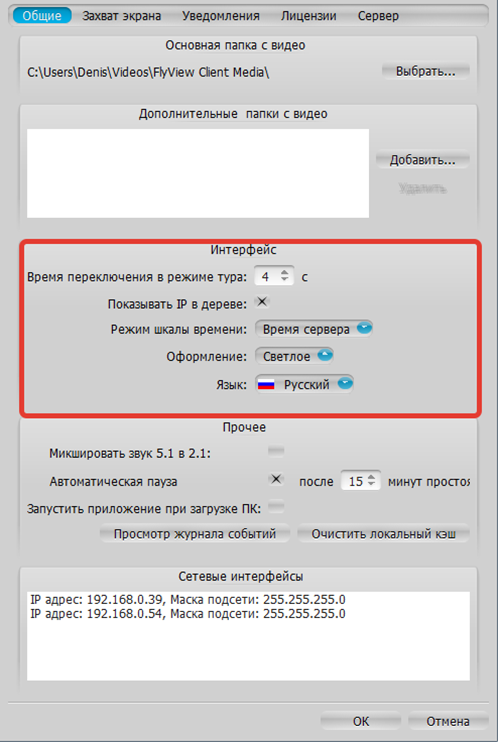 Общие Захват экрана Уведомления Лицензии Сервер
Основная папка с видео
C:\Users\Denis\Videos\FlyView Client Media\ Выбрать...
Дополнительные папки с видео
Добавить...
Удалить
Интерфейс
Время переключения в режиме тура: 4 с
Показывать IP в дереве:
Режим шкалы времени: Время сервера
Оформление: Светлое
Язык: Русский
Прочее
Микшировать звук 5.1 в 2.1:
Автоматическая пауза после 15 минут простоя
Запустить приложение при загрузке ПК:
Просмотр журнала событий Очистить локальный кэш
Сетевые интерфейсы
IP адрес: 192.168.0.39, Маска подсети: 255.255.255.0
IP адрес: 192.168.0.54, Маска подсети: 255.255.255.0
OK Отмена